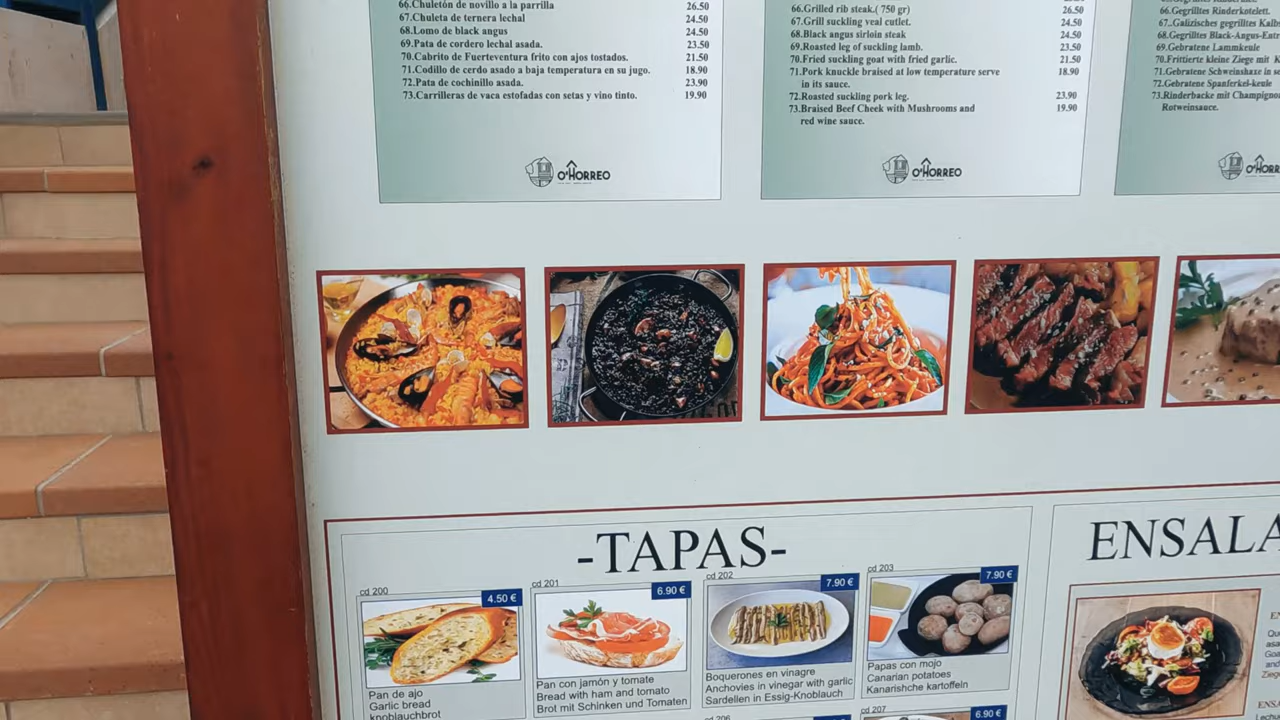 66.Chuletón de novillo a la parrilla 26.50
67.Chuleta de ternera lechal 24.50
68.Lomo de black angus 24.50
69.Pata de cordero lechal asada. 23.50
70.Cabrito de Fuerteventura frito con ajos tostados. 21.50
71.Codillo de cerdo asado a baja temperatura en su jugo. 18.90
72.Pata de cochinillo asada. 23.90
73.Carrilleras de vaca estofadas con setas y vino tinto. 19.90
O'HORREO
66.Grilled rib steak.( 750 gr) 26.50
67.Grill suckling veal cutlet. 24.50
68.Black angus sirloin steak 24.50
69.Roasted leg of suckling lamb. 23.50
70.Fried suckling goat with fried garlic. 21.50
71.Pork knuckle braised at low temperature serve 18.90
in its sauce.
72.Roasted suckling pork leg. 23.90
73.Braised Beef Cheek with Mushrooms and 19.90
red wine sauce.
O'HORREO
66.Gegrilltes Rinderkotelett.
67..Galizisches gegrilltes
68.Gegrilltes Black-Angus-
69.Gebratene Lammkeule
70.Frittierte kleine Ziege mit
71.Gebratene Schweinshaxe in
72.Gebratene Spanferkel-keule
73.Rinderbacke mit
Rotweinsauce.
-TAPAS-
cd 200
4.50 €
Pan de ajo
Garlic bread
knoblauchbrot
cd 201
6.90 €
Pan con jamón y tomate
Bread with ham and tomato
Brot mit Schinken und Tomaten
cd 202
7.90 €
Boquerones en vinagre
Anchovies in vinegar with garlic
Sardellen in Essig-Knoblauch
cd 203
7.90 €
Papas con mojo
Canarian potatoes
Kanarishche kartoffeln
cd 206
cd 207
6.90 €
ENSALA